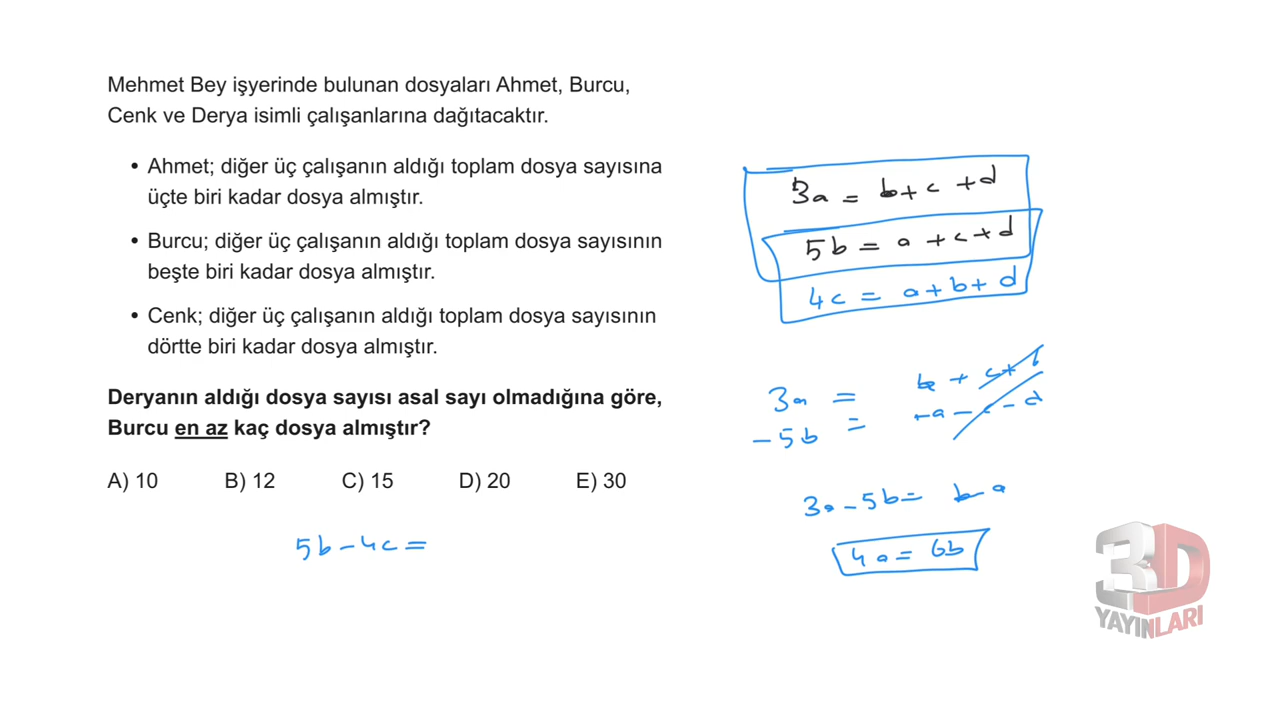 Mehmet Bey işyerinde bulunan dosyaları Ahmet, Burcu,
Cenk ve Derya isimli çalışanlarına dağıtacaktır.
• Ahmet; diğer üç çalışanın aldığı toplam dosya sayısına
üçte biri kadar dosya almıştır.
• Burcu; diğer üç çalışanın aldığı toplam dosya sayısının
beşte biri kadar dosya almıştır.
• Cenk; diğer üç çalışanın aldığı toplam dosya sayısının
dörtte biri kadar dosya almıştır.
Deryanın aldığı dosya sayısı asal sayı olmadığına göre,
Burcu en az kaç dosya almıştır?
A) 10 B) 12 C) 15 D) 20 E) 30
5b - 4c =
3a = b + c + d
5b = a + c + d
4c = a + b + d
3a = b + c + d
-5b = -a - c - d
3a - 5b = b - a
4a = 6b
3D
YAYINLARI